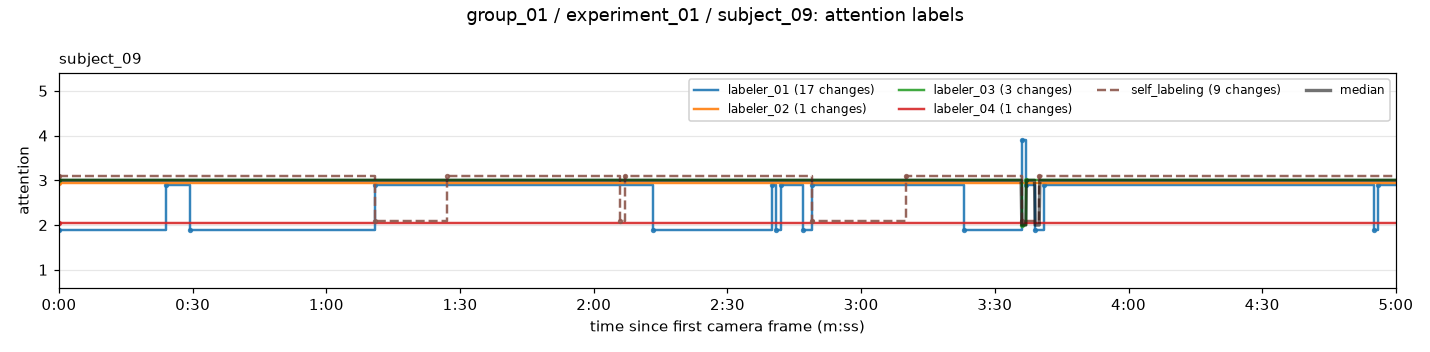 group_01 / experiment_01 / subject_09: attention labels
subject_09
labeler_01 (17 changes) labeler_03 (3 changes) self_labeling (9 changes) median
labeler_02 (1 changes) labeler_04 (1 changes)
5
4
3
2
1
attention
0:00 0:30 1:00 1:30 2:00 2:30 3:00 3:30 4:00 4:30 5:00
time since first camera frame (m:ss)